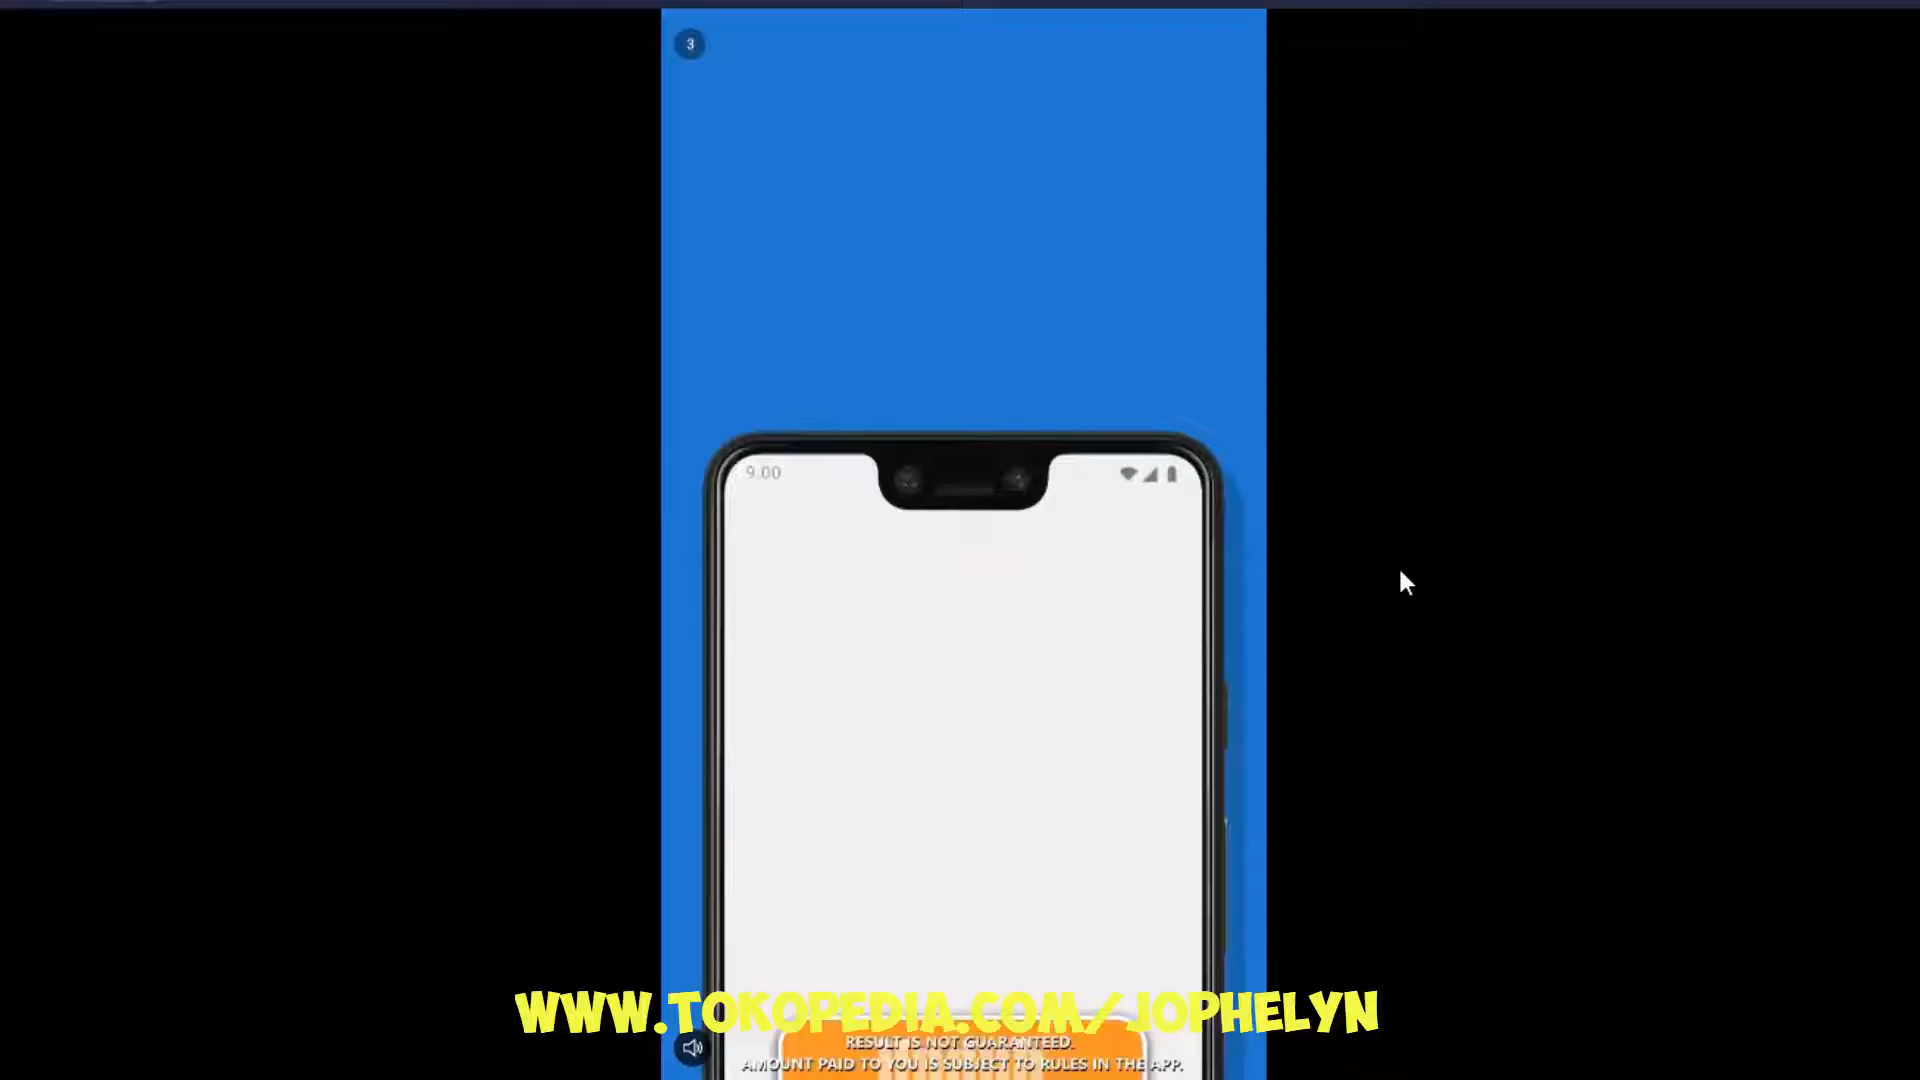 3
9:00
WWW.TOKOPEDIA.COM/JOPHELYN
RESULT IS NOT GUARANTEED.
AMOUNT PAID TO YOU IS SUBJECT TO RULES IN THE APP.